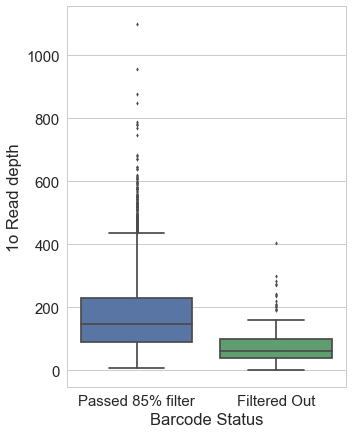 1000
800
600
400
200
0
1o Read depth
Passed 85% filter
Filtered Out
Barcode Status